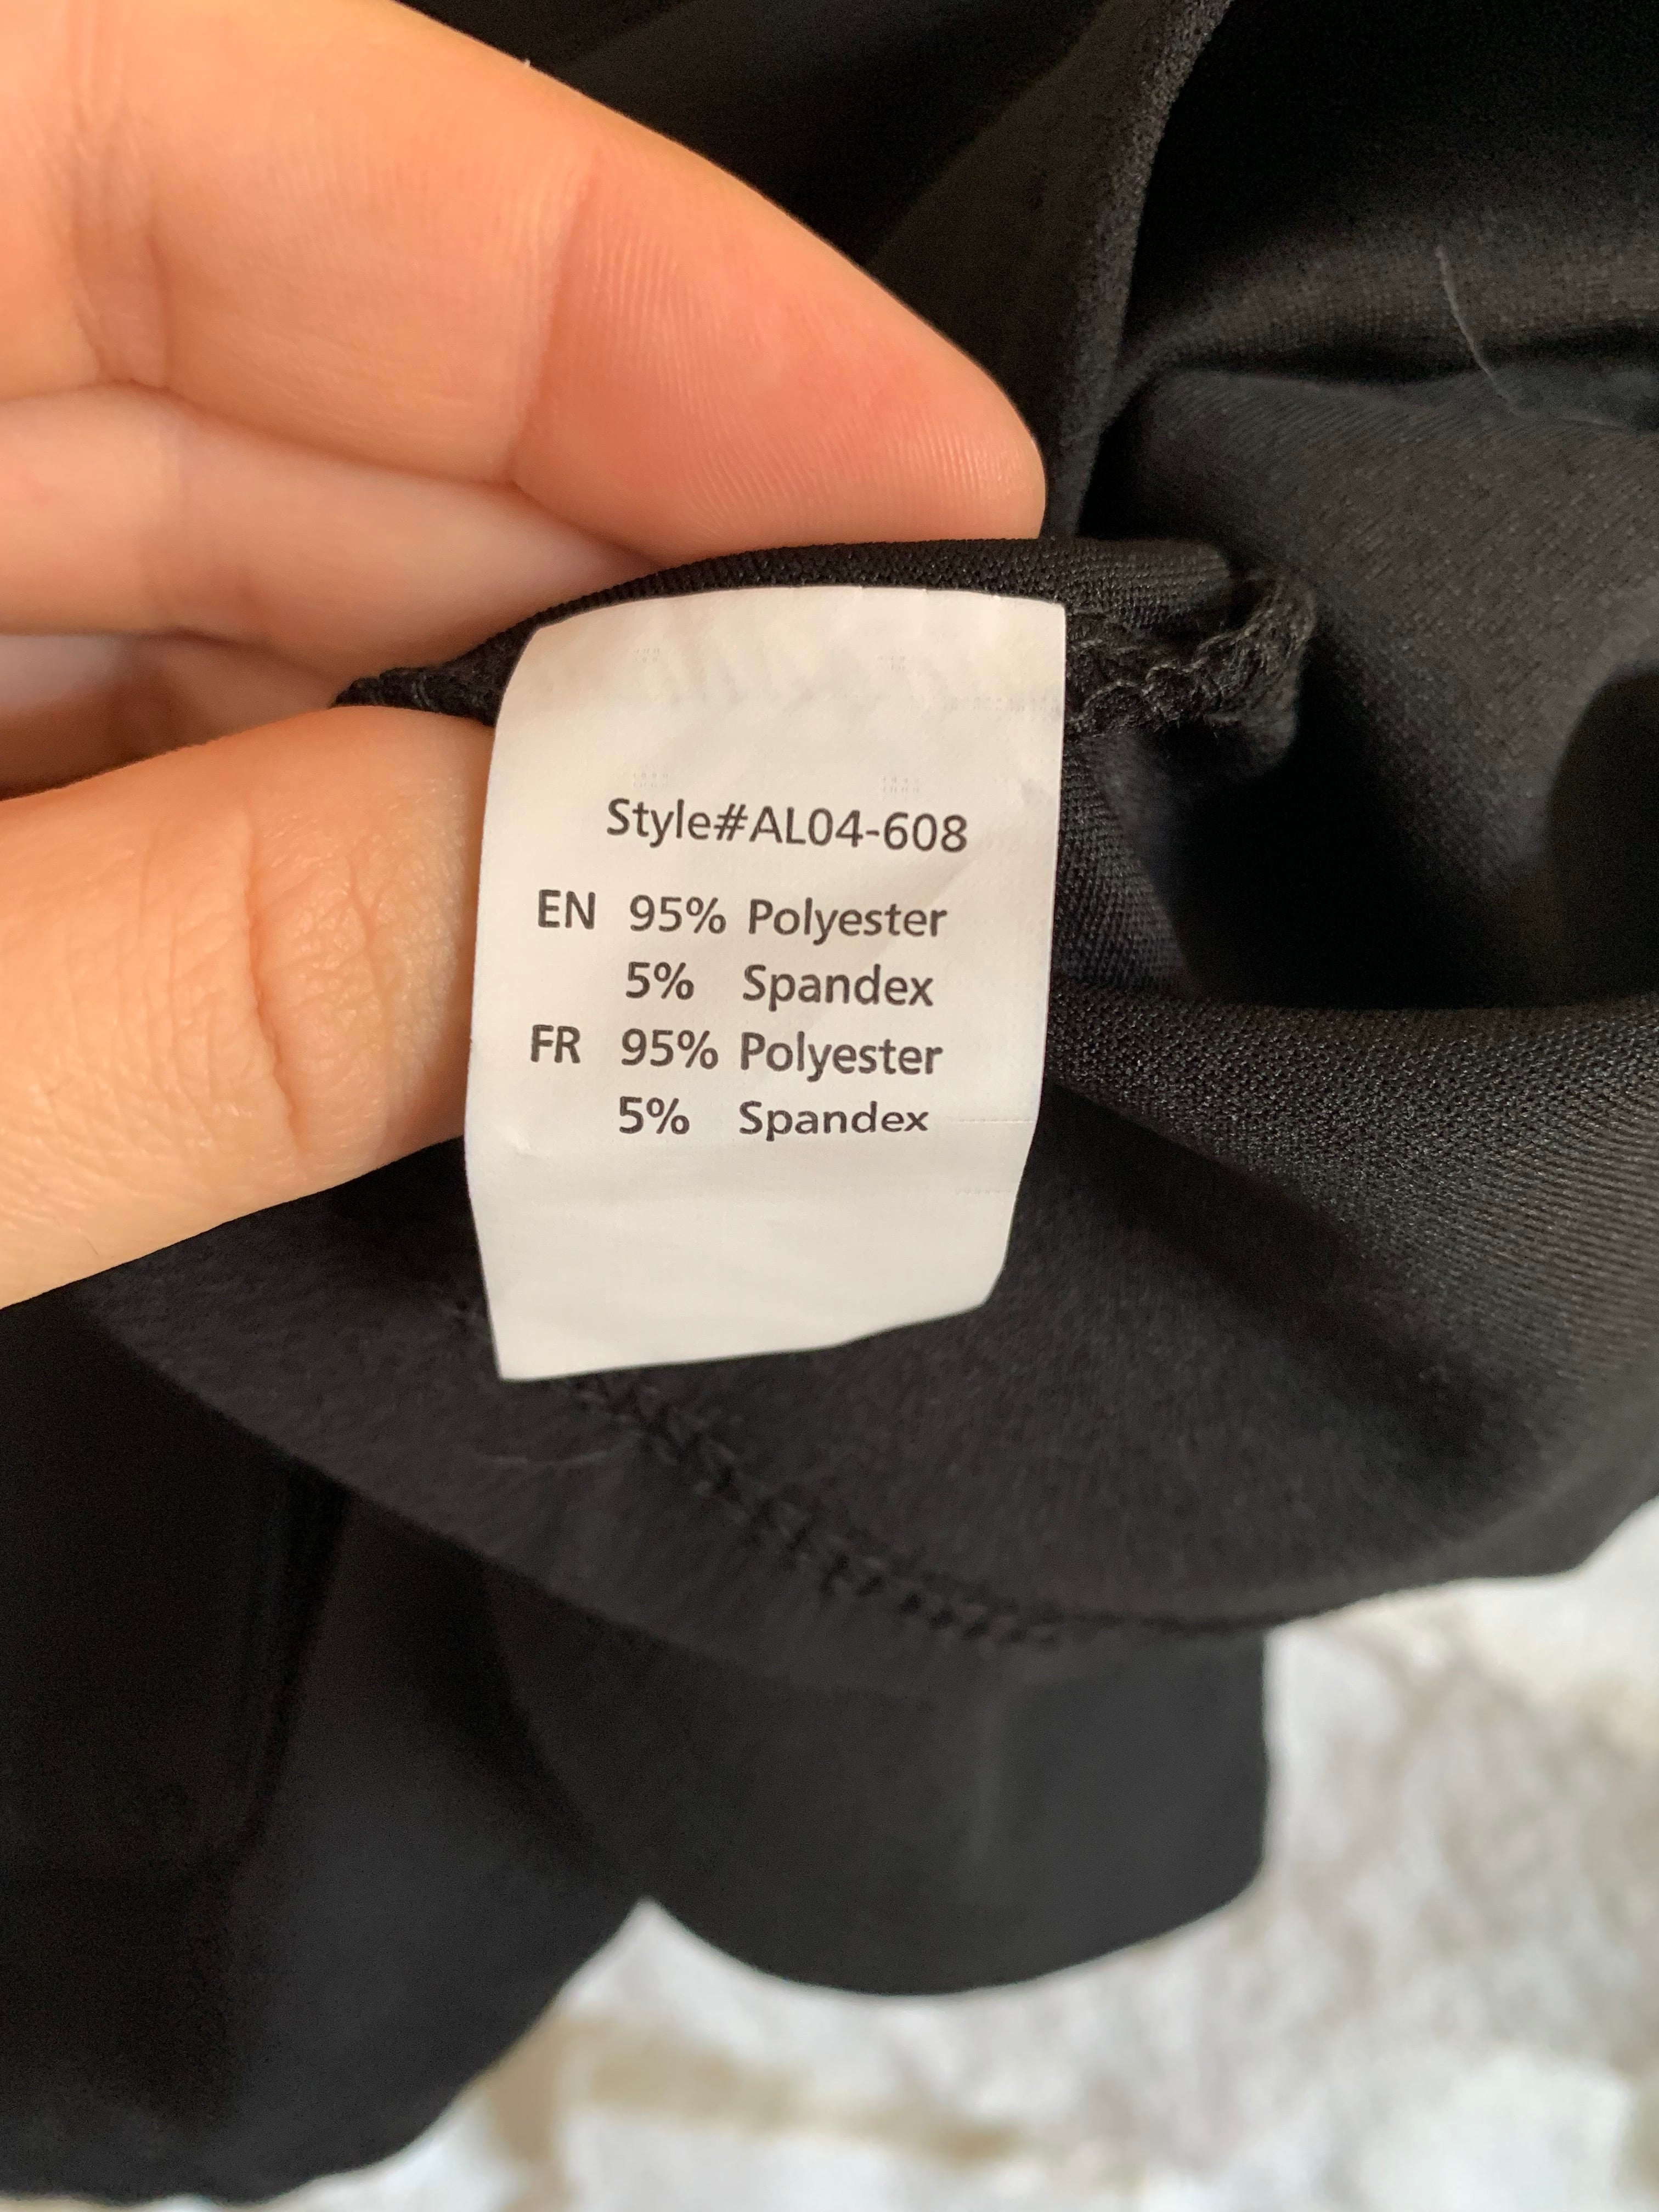 Style#AL04-608
EN 95% Polyester
5% Spandex
FR 95% Polyester
5% Spandex